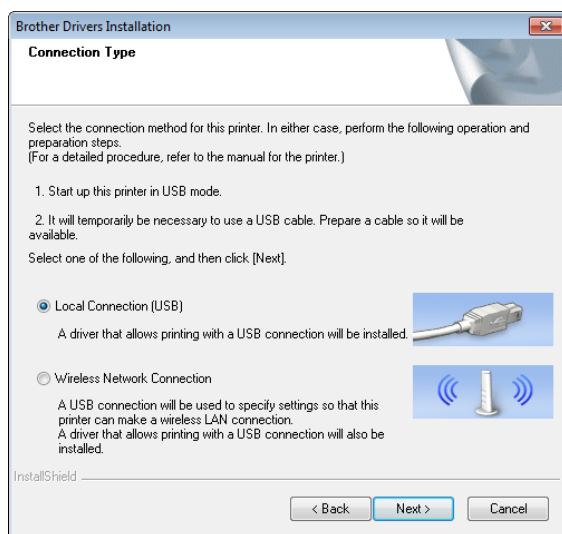 Brother Drivers Installation
Connection Type
Select the connection method for this printer. In either case, perform the following operation and
preparation steps.
(For a detailed procedure, refer to the manual for the printer.)
1. Start up this printer in USB mode.
2. It will temporarily be necessary to use a USB cable. Prepare a cable so it will be
available.
Select one of the following, and then click [Next].
Local Connection (USB)
A driver that allows printing with a USB connection will be installed.
Wireless Network Connection
A USB connection will be used to specify settings so that this
printer can make a wireless LAN connection.
A driver that allows printing with a USB connection will also be
installed.
InstallShield
< Back
Next >
Cancel